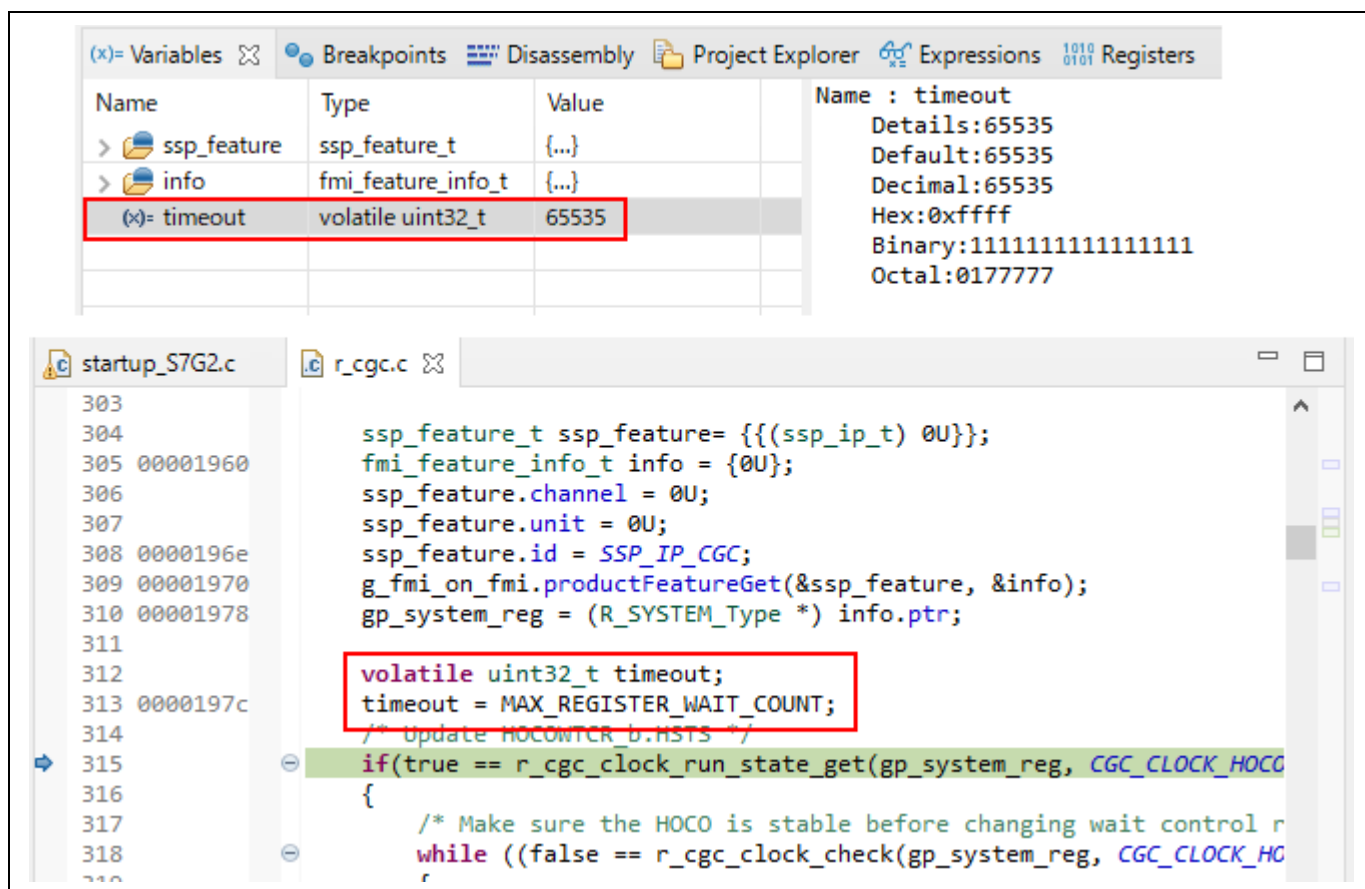 (x)= Variables Breakpoints Disassembly Project Explorer Expressions Registers
Name Type Value
ssp_feature ssp_feature_t {...}
info fmi_feature_info_t {...}
(x)= timeout volatile uint32_t 65535
Name : timeout
Details:65535
Default:65535
Decimal:65535
Hex:0xffff
Binary:1111111111111111
Octal:0177777
startup_S7G2.c r_cgc.c
303
304 ssp_feature_t ssp_feature= {{{(ssp_ip_t) 0U}};
305 00001960 fmi_feature_info_t info = {0U};
306 ssp_feature.channel = 0U;
307 ssp_feature.unit = 0U;
308 0000196e ssp_feature.id = SSP_IP_CGC;
309 00001970 g_fmi_on_fmi.productFeatureGet(&ssp_feature, &info);
310 00001978 gp_system_reg = (R_SYSTEM_Type *) info.ptr;
311
312 volatile uint32_t timeout;
313 0000197c timeout = MAX_REGISTER_WAIT_COUNT;
314 /* Update HOCOWTCR_b.HSTS */
315 if(true == r_cgc_clock_run_state_get(gp_system_reg, CGC_CLOCK_HOCO
316 {
317 /* Make sure the HOCO is stable before changing wait control r
318 while ((false == r_cgc_clock_check(gp_system_reg, CGC_CLOCK_HO